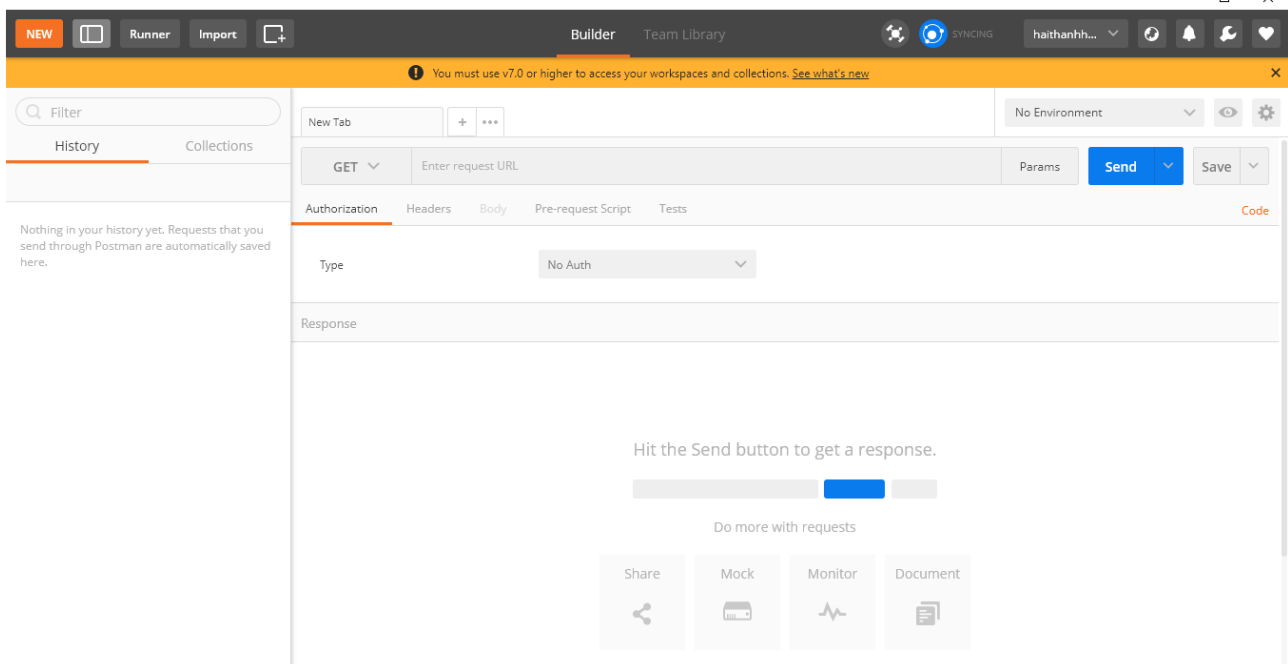 NEW Runner Import Builder Team Library SYNCING haithanhh...
You must use v7.0 or higher to access your workspaces and collections. See what's new
Filter
History Collections
Nothing in your history yet. Requests that you
send through Postman are automatically saved
here.
New Tab + ••• No Environment
GET Enter request URL Params Send Save
Authorization Headers Body Pre-request Script Tests Code
Type No Auth
Response
Hit the Send button to get a response.
Do more with requests
Share Mock Monitor Document